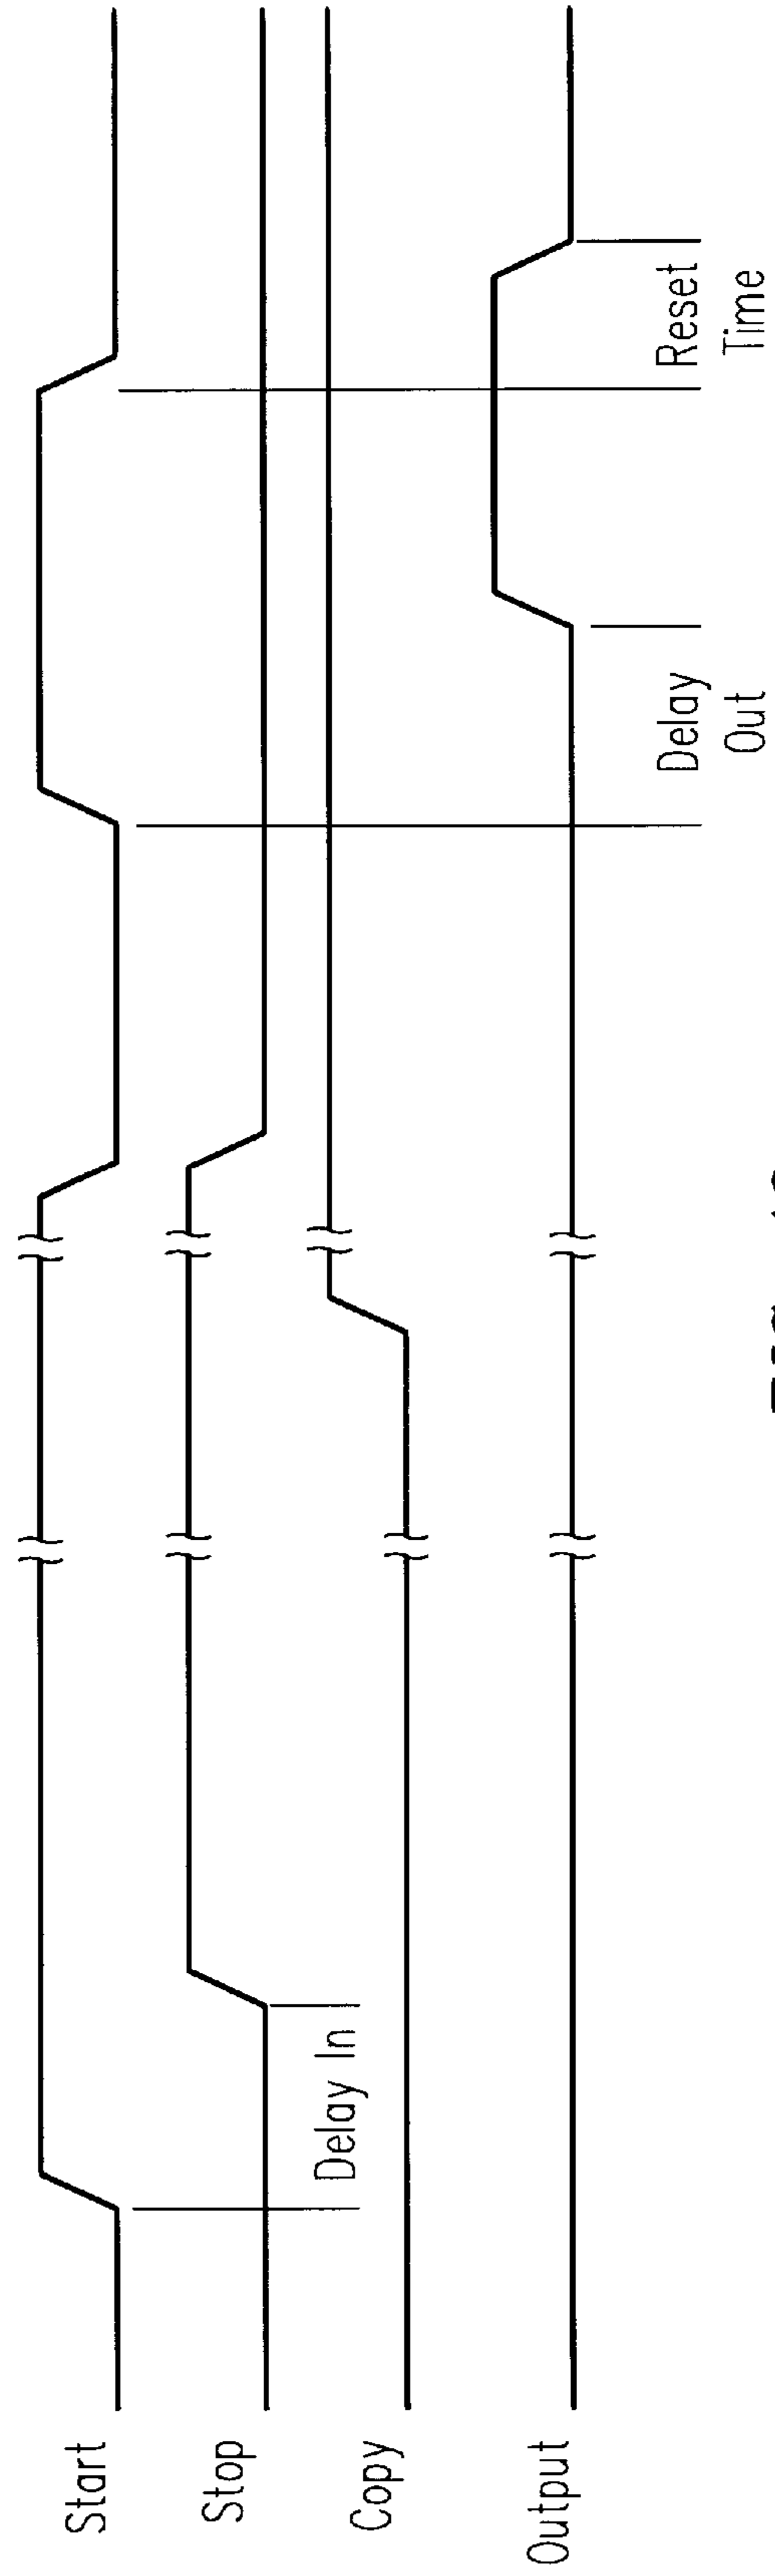 Start
Stop
Copy
Output
Delay In
Delay
Out
Reset
Time